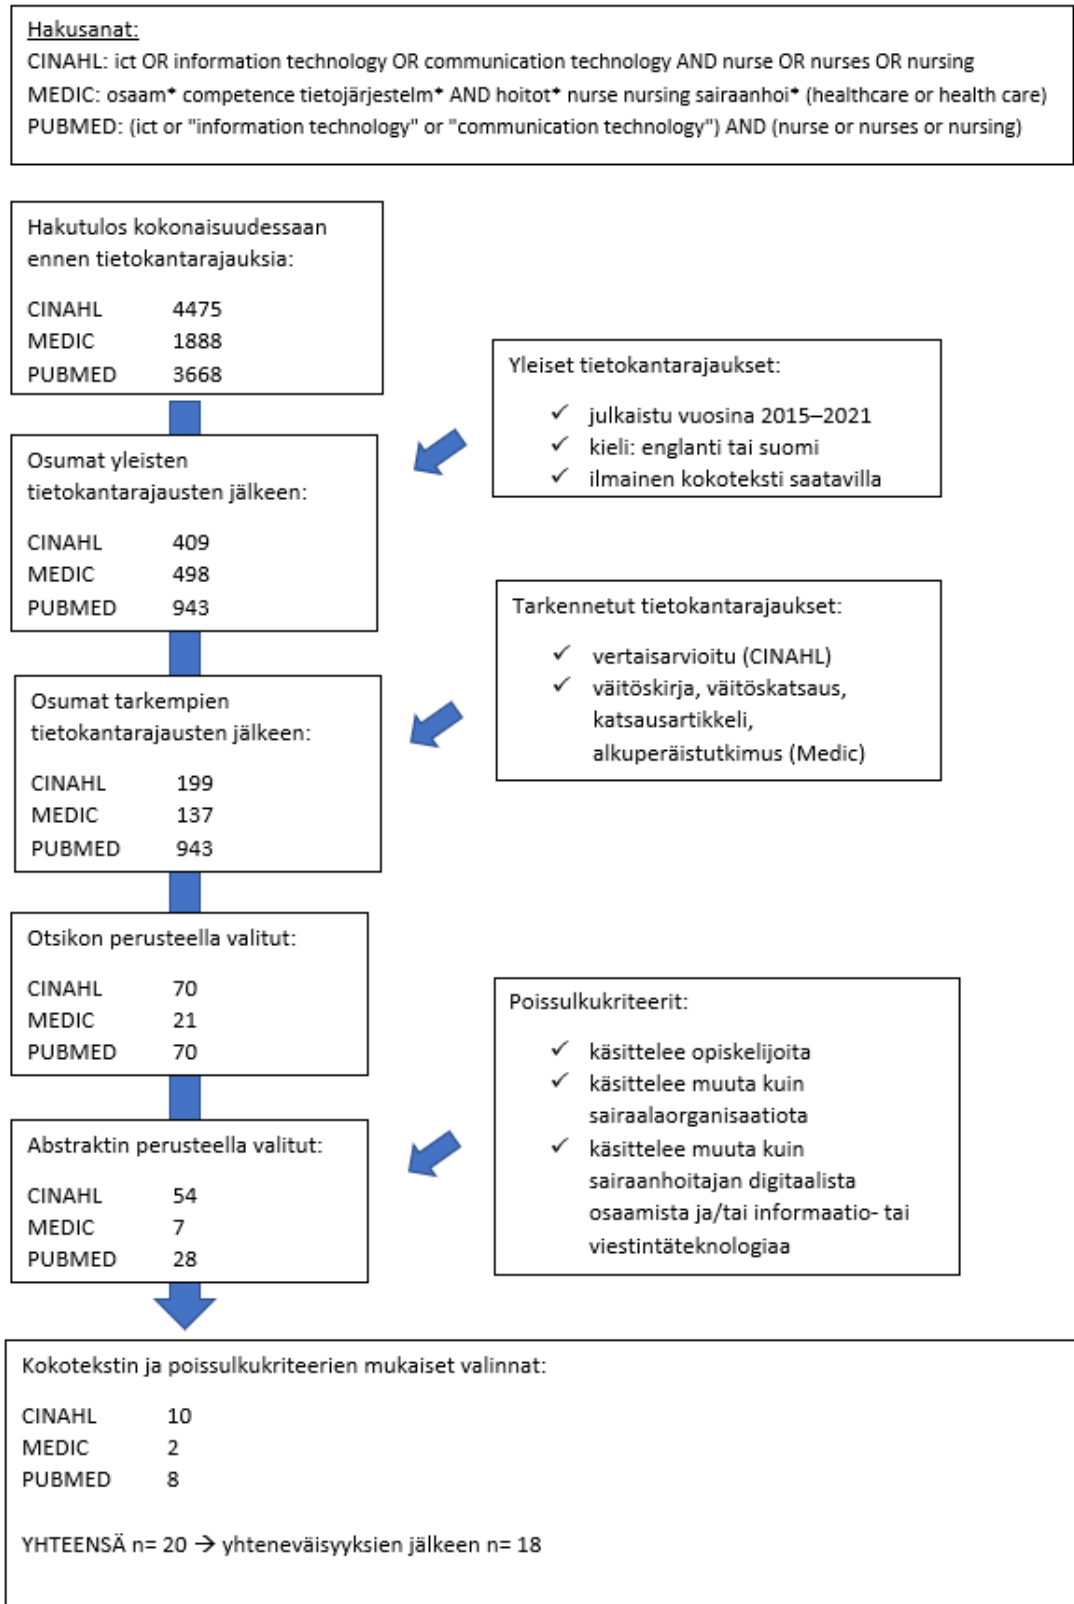 Hakusanat:
CINAHL: ict OR information technology OR communication technology AND nurse OR nurses OR nursing
MEDIC: osaam* competence tietojärjestelm* AND hoitot* nurse nursing sairaanhoi* (healthcare or health care)
PUBMED: (ict or "information technology" or "communication technology") AND (nurse or nurses or nursing)
Hakutulos kokonaisuudessaan
ennen tietokantarajauksia:
CINAHL 4475
MEDIC 1888
PUBMED 3668
Yleiset tietokantarajaukset:
✓ julkaistu vuosina 2015–2021
✓ kieli: englanti tai suomi
✓ ilmainen kokoteksti saatavilla
Osumat yleisten
tietokantarajausten jälkeen:
CINAHL 409
MEDIC 498
PUBMED 943
Tarkennetut tietokantarajaukset:
✓ vertaisarvioitu (CINAHL)
✓ väitöskirja, väitöskatsaus,
katsausartikkeli,
alkuperäistutkimus (Medic)
Osumat tarkempien
tietokantarajausten jälkeen:
CINAHL 199
MEDIC 137
PUBMED 943
Otsikon perusteella valitut:
CINAHL 70
MEDIC 21
PUBMED 70
Poissulkukriteerit:
✓ käsittelee opiskelijoita
✓ käsittelee muuta kuin
sairaalaorganisaatiota
✓ käsittelee muuta kuin
sairaanhoitajan digitaalista
osaamista ja/tai informaatio- tai
viestintäteknologiaa
Abstraktin perusteella valitut:
CINAHL 54
MEDIC 7
PUBMED 28
Kokotekstin ja poissulkukriteerien mukaiset valinnat:
CINAHL 10
MEDIC 2
PUBMED 8
YHTEENSÄ n= 20 → yhteneväisyyksien jälkeen n= 18